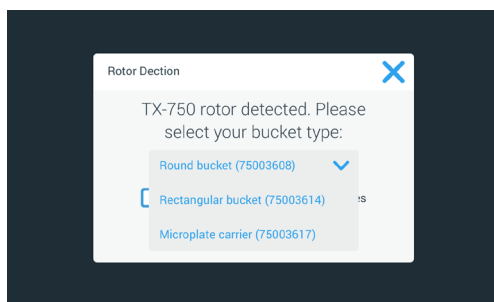 Rotor Dection
TX-750 rotor detected. Please
select your bucket type:
Round bucket (75003608)
Rectangular bucket (75003614)
Microplate carrier (75003617)